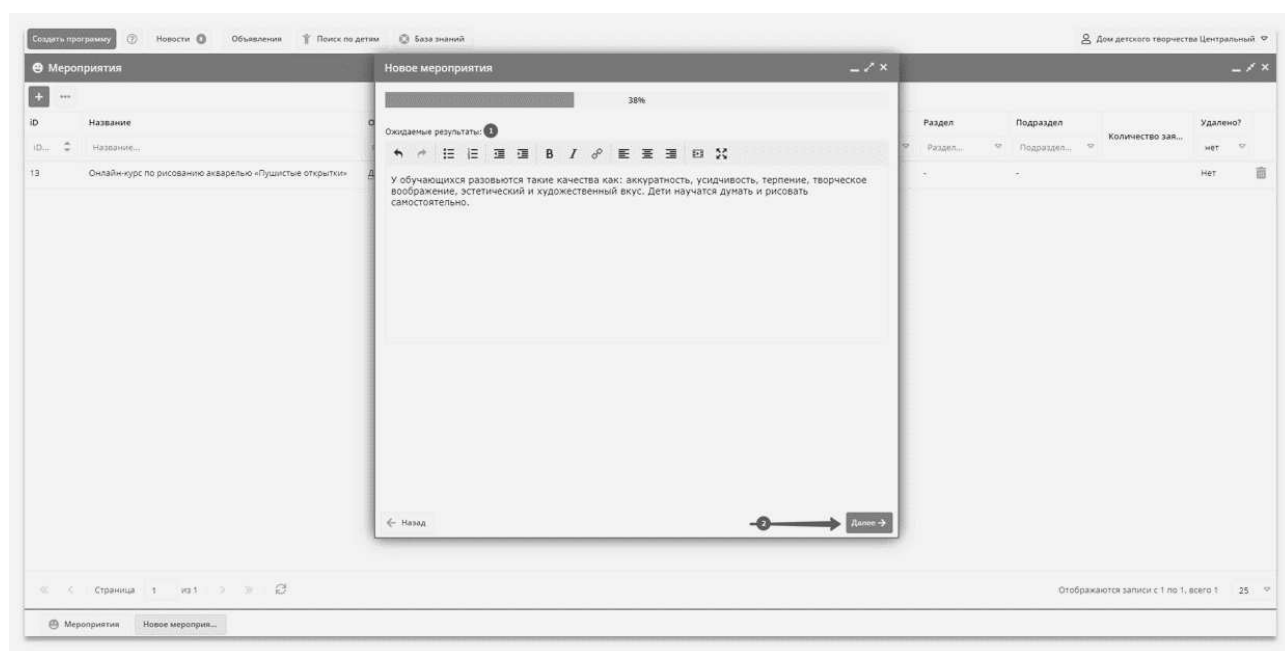 Создать программу Новости 0 Объявления Поиск по детям База знаний Дом детского творчества Центральный
Мероприятия
Новое мероприятия
38%
iD Название Раздел Подраздел Количество зая... Удалено?
iD... Название... Раздел... Подраздел... нет
13 Онлайн-курс по рисованию акварелью «Пушистые открытки» - - Нет
Ожидаемые результаты: 1
У обучающихся разовьются такие качества как: аккуратность, усидчивость, терпение, творческое
воображение, эстетический и художественный вкус. Дети научатся думать и рисовать
самостоятельно.
Назад 2 Далее
Страница 1 из 1 Отображаются записи с 1 по 1, всего 1 25
Мероприятия Новое мероприя...